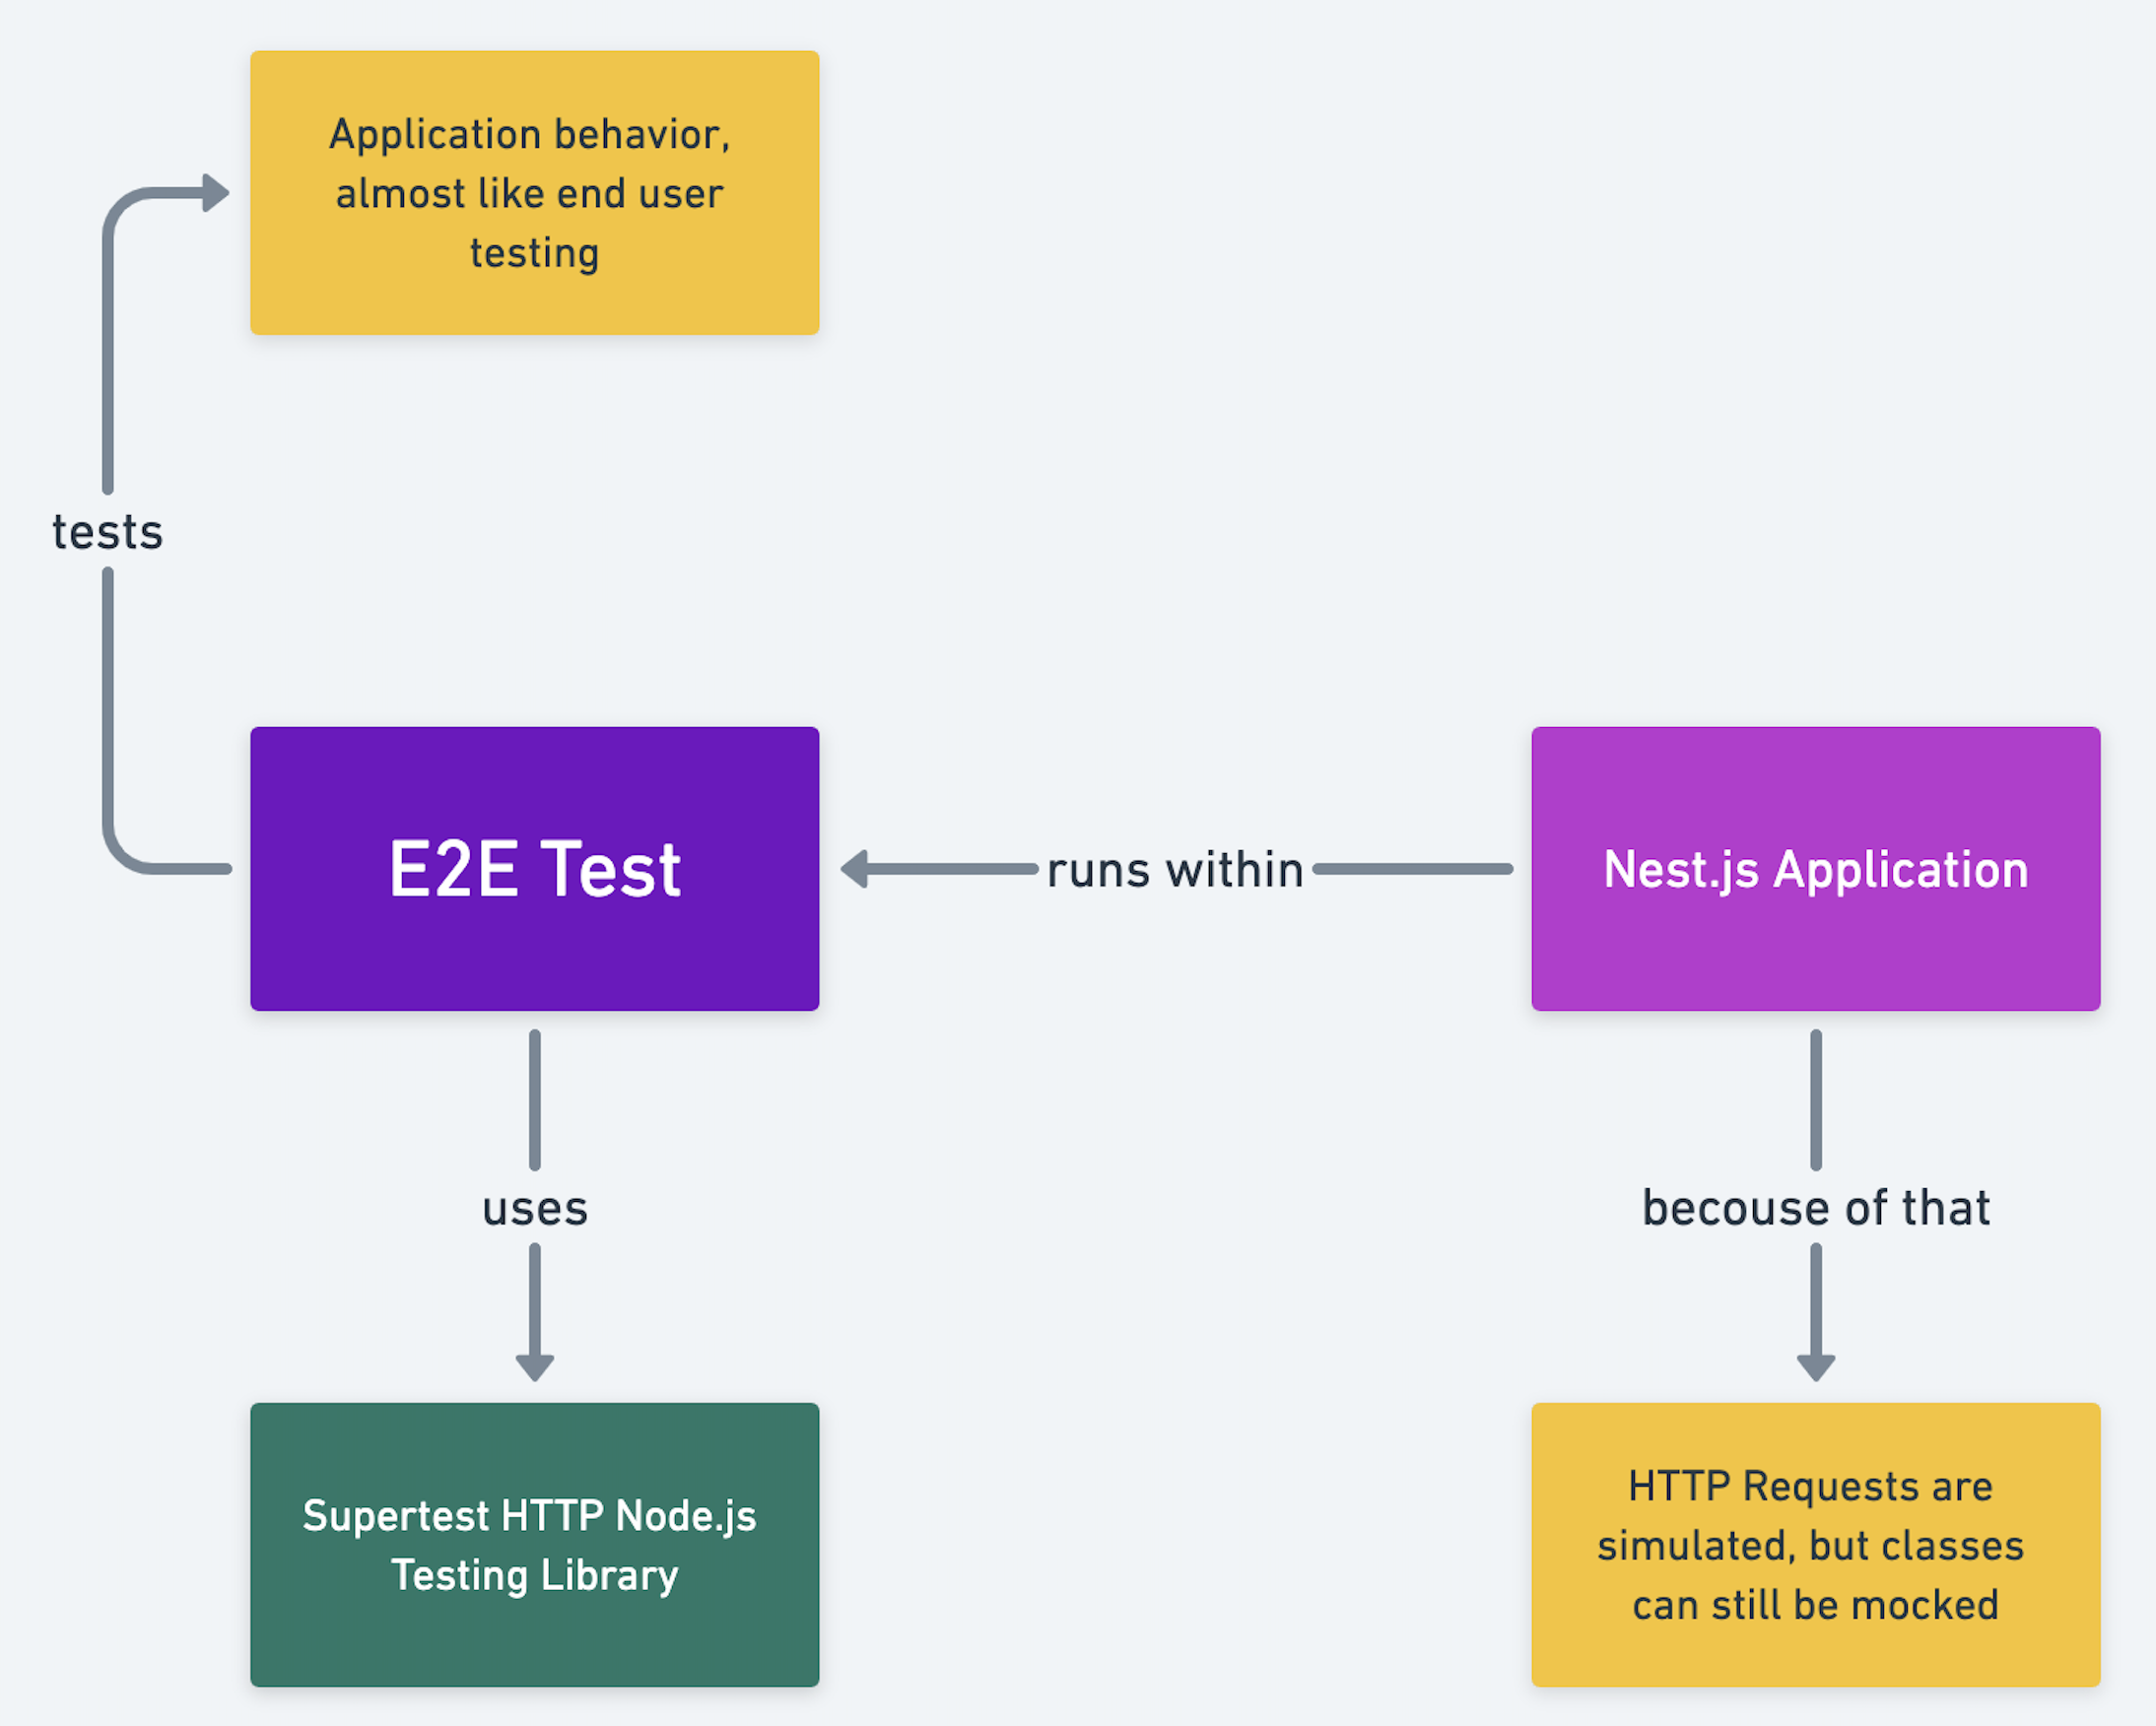 Application behavior,
almost like end user
testing
tests
E2E Test
runs within
Nest.js Application
uses
becouse of that
Supertest HTTP Node.js
Testing Library
HTTP Requests are
simulated, but classes
can still be mocked